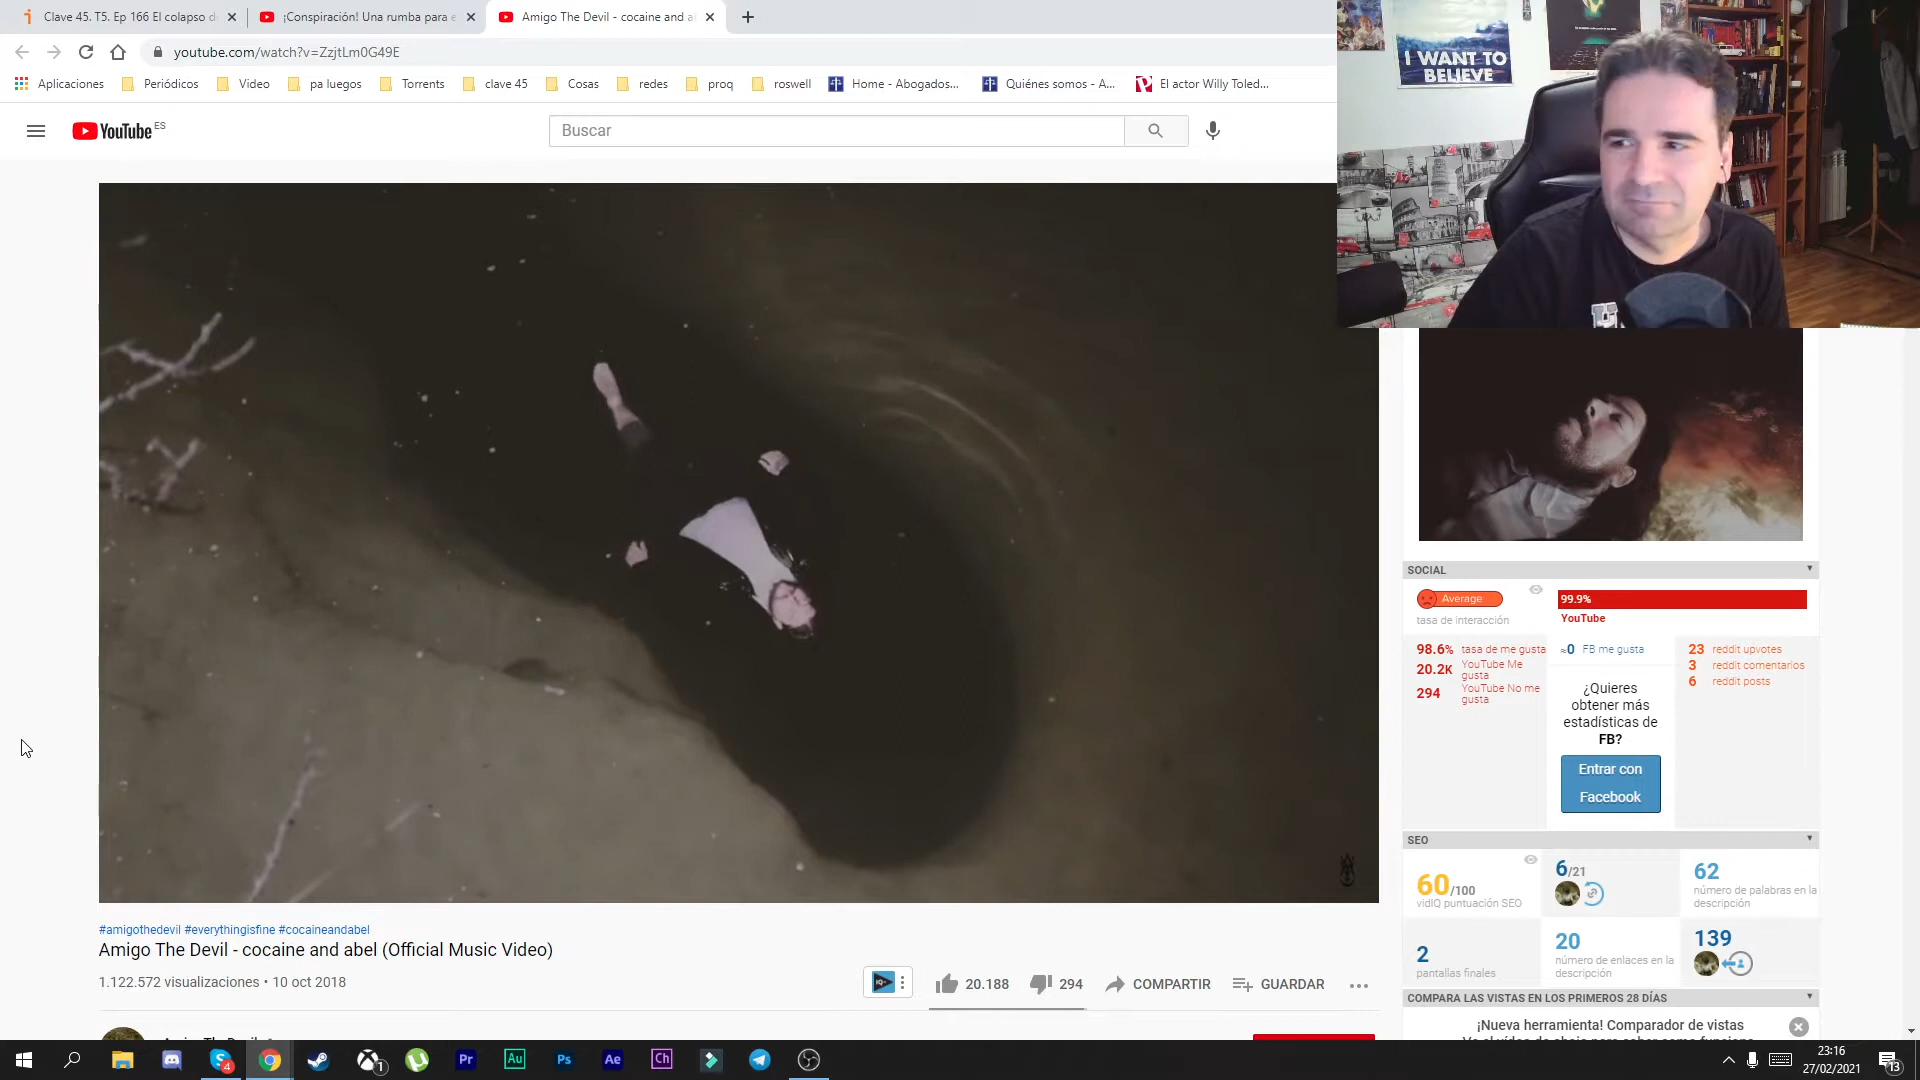 Clave 45. T5. Ep 166 El colapso d
¡Conspiración! Una rumba para e
Amigo The Devil - cocaine and a
youtube.com/watch?v=ZzjtLm0G49E
Aplicaciones
Periódicos
Video
pa luegos
Torrents
clave 45
Cosas
redes
proq
roswell
Home - Abogados...
Quiénes somos - A...
El actor Willy Toled...
I WANT TO
BELIEVE
YouTube ES
Buscar
SOCIAL
Average
tasa de interacción
99.9%
YouTube
98.6% tasa de me gusta
20.2K YouTube Me
gusta
294 YouTube No me
gusta
≈0 FB me gusta
¿Quieres
obtener más
estadísticas de
FB?
Entrar con
Facebook
23 reddit upvotes
3 reddit comentarios
6 reddit posts
SEO
60/100
vidIQ puntuación SEO
6/21
62
número de palabras en la
descripción
2
pantallas finales
20
número de enlaces en la
descripción
139
COMPARA LAS VISTAS EN LOS PRIMEROS 28 DÍAS
¡Nueva herramienta! Comparador de vistas
#amigothedevil #everythingisfine #cocaineandabel
Amigo The Devil - cocaine and abel (Official Music Video)
1.122.572 visualizaciones • 10 oct 2018
20.188
294
COMPARTIR
GUARDAR
4
1
Pr
Au
Ps
Ae
Ch
23:16
27/02/2021
13